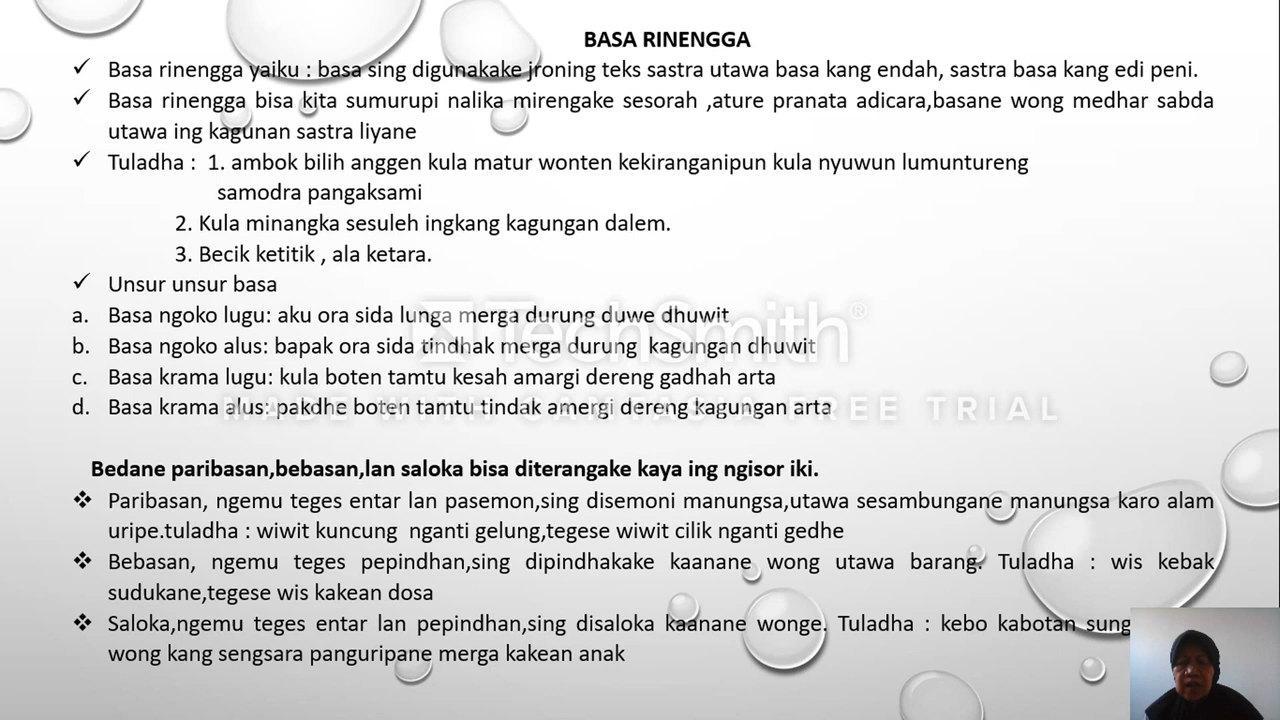 BASA RINENGGA
✓ Basa rinengga yaiku : basa sing digunakake jroning teks sastra utawa basa kang endah, sastra basa kang edi peni.
✓ Basa rinengga bisa kita sumurupi nalika mirengake sesorah ,ature pranata adicara,basane wong medhar sabda
utawa ing kagunan sastra liyane
✓ Tuladha : 1. ambok bilih anggen kula matur wonten kekiranganipun kula nyuwun lumuntureng
samodra pangaksami
2. Kula minangka sesuleh ingkang kagungan dalem.
3. Becik ketitik , ala ketara.
✓ Unsur unsur basa
a. Basa ngoko lugu: aku ora sida lunga merga durung duwe dhuwit
b. Basa ngoko alus: bapak ora sida tindhak merga durung kagungan dhuwit
c. Basa krama lugu: kula boten tamtu kesah amargi dereng gadhah arta
d. Basa krama alus: pakdhe boten tamtu tindak amergi dereng kagungan arta
TechSmith®
MADE WITH CAMTASIA FREE TRIAL
Bedane paribasan,bebasan,lan saloka bisa diterangake kaya ing ngisor iki.
❖ Paribasan, ngemu teges entar lan pasemon,sing disemoni manungsa,utawa sesambungane manungsa karo alam
uripe.tuladha : wiwit kuncung nganti gelung,tegese wiwit cilik nganti gedhe
❖ Bebasan, ngemu teges pepindhan,sing dipindhakake kaanane wong utawa barang. Tuladha : wis kebak
sudukane,tegese wis kakean dosa
❖ Saloka,ngemu teges entar lan pepindhan,sing disaloka kaanane wonge. Tuladha : kebo kabotan sung
wong kang sengsara panguripane merga kakean anak